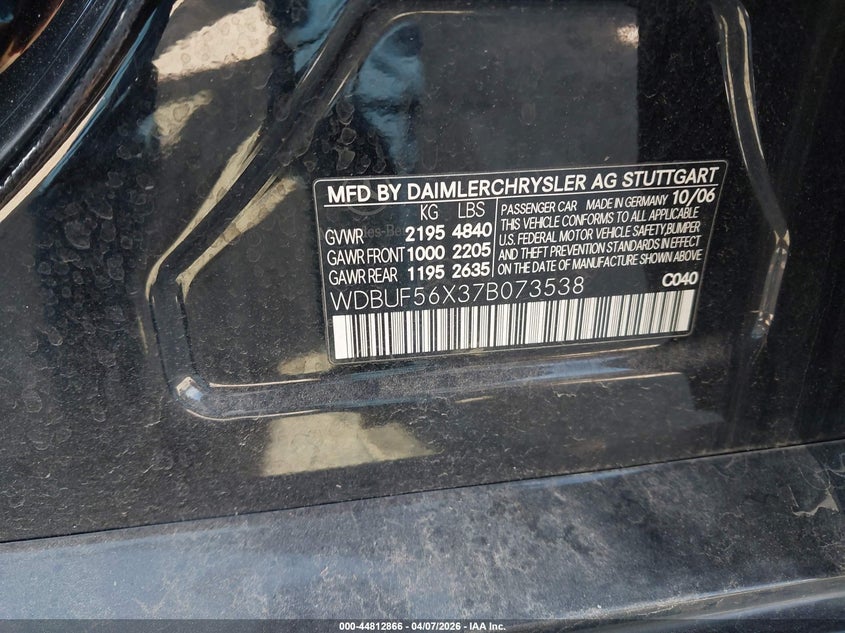 MFD BY DAIMLERCHRYSLER AG STUTTGART
KG LBS
GVWR 2195 4840
GAWR FRONT 1000 2205
GAWR REAR 1195 2635
PASSENGER CAR MADE IN GERMANY 10/06
THIS VEHICLE CONFORMS TO ALL APPLICABLE
U.S. FEDERAL MOTOR VEHICLE SAFETY,BUMPER
AND THEFT PREVENTION STANDARDS IN EFFECT
ON THE DATE OF MANUFACTURE SHOWN ABOVE
WDBUF56X37B073538
C040
000-44812866 | 04/07/2026 | IAA Inc.